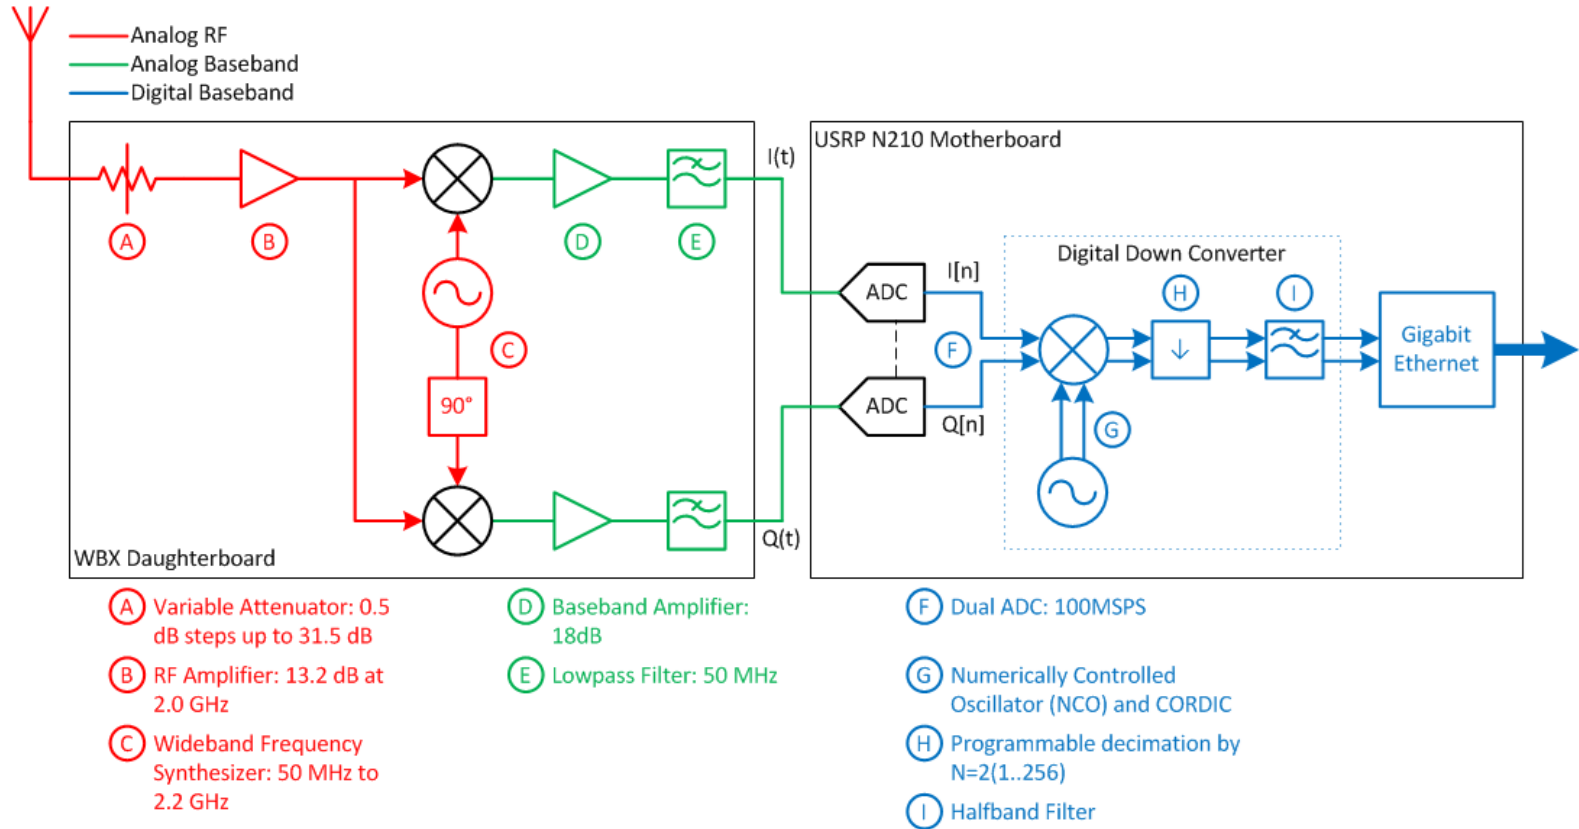 Analog RF
Analog Baseband
Digital Baseband
USRP N210 Motherboard
I(t)
A
B
D
E
Digital Down Converter
ADC
I[n]
H
I
C
F
↓
Gigabit
Ethernet
90°
ADC
Q[n]
G
Q(t)
WBX Daughterboard
A Variable Attenuator: 0.5
dB steps up to 31.5 dB
B RF Amplifier: 13.2 dB at
2.0 GHz
C Wideband Frequency
Synthesizer: 50 MHz to
2.2 GHz
D Baseband Amplifier:
18dB
E Lowpass Filter: 50 MHz
F Dual ADC: 100MSPS
G Numerically Controlled
Oscillator (NCO) and CORDIC
H Programmable decimation by
N=2(1..256)
I Halfband Filter